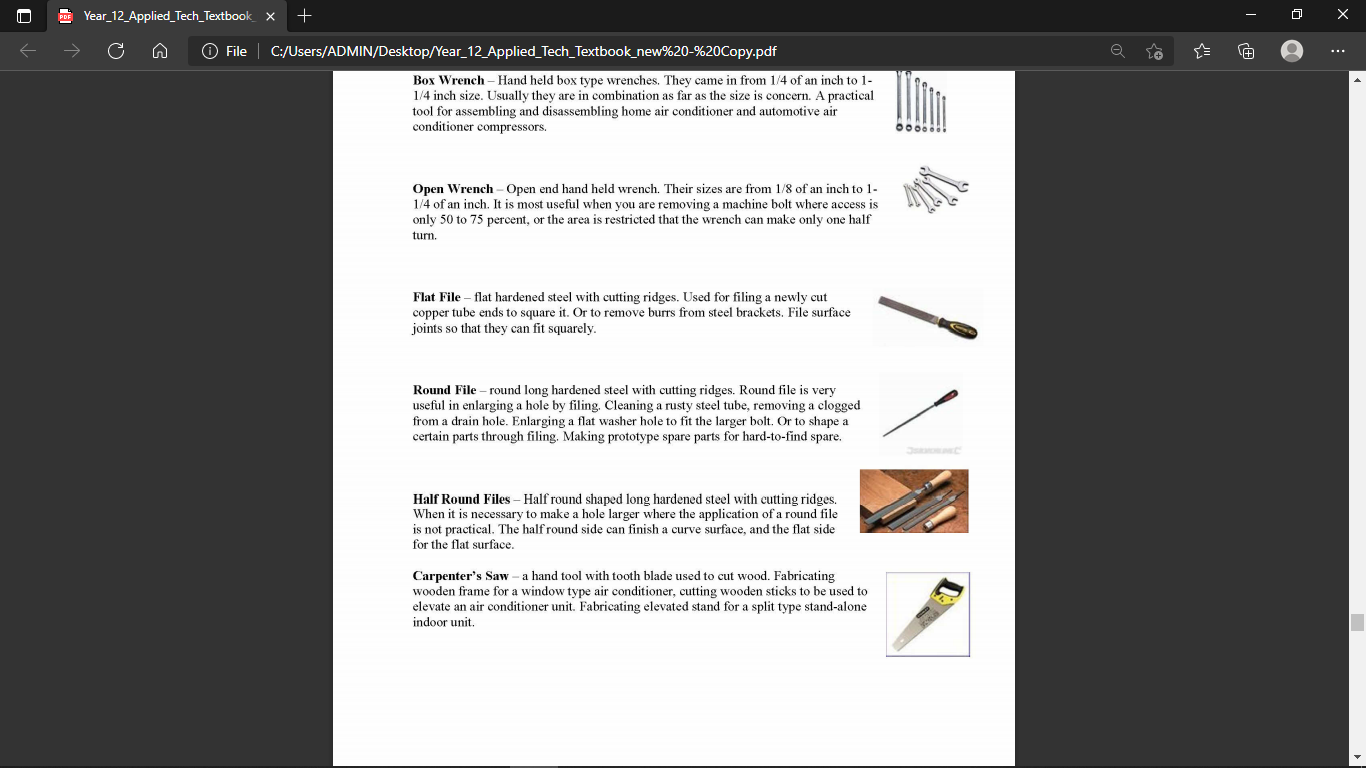 Year_12_Applied_Tech_Textbook_
File
C:/Users/ADMIN/Desktop/Year_12_Applied_Tech_Textbook_new%20-%20Copy.pdf
Box Wrench – Hand held box type wrenches. They came in from 1/4 of an inch to 1-
1/4 inch size. Usually they are in combination as far as the size is concern. A practical
tool for assembling and disassembling home air conditioner and automotive air
conditioner compressors.
Open Wrench – Open end hand held wrench. Their sizes are from 1/8 of an inch to 1-
1/4 of an inch. It is most useful when you are removing a machine bolt where access is
only 50 to 75 percent, or the area is restricted that the wrench can make only one half
turn.
Flat File – flat hardened steel with cutting ridges. Used for filing a newly cut
copper tube ends to square it. Or to remove burrs from steel brackets. File surface
joints so that they can fit squarely.
Round File – round long hardened steel with cutting ridges. Round file is very
useful in enlarging a hole by filing. Cleaning a rusty steel tube, removing a clogged
from a drain hole. Enlarging a flat washer hole to fit the larger bolt. Or to shape a
certain parts through filing. Making prototype spare parts for hard-to-find spare.
Half Round Files – Half round shaped long hardened steel with cutting ridges.
When it is necessary to make a hole larger where the application of a round file
is not practical. The half round side can finish a curve surface, and the flat side
for the flat surface.
Carpenter's Saw – a hand tool with tooth blade used to cut wood. Fabricating
wooden frame for a window type air conditioner, cutting wooden sticks to be used to
elevate an air conditioner unit. Fabricating elevated stand for a split type stand-alone
indoor unit.